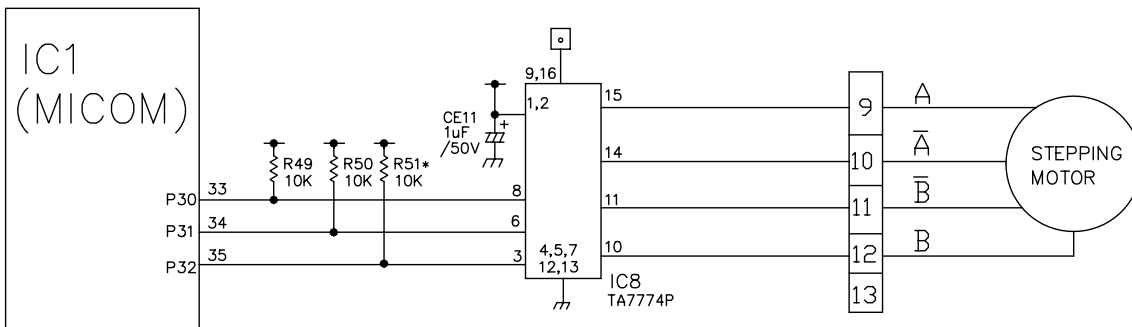 IC1
(MICOM)
P30
33
P31
34
P32
35
R49
10K
R50
10K
R51*
10K
CE11
1uF
/50V
+
9,16
1,2
8
6
3
4,5,7
12,13
15
14
11
10
IC8
TA7774P
9
10
11
12
13
A
A̅
B̅
B
STEPPING
MOTOR